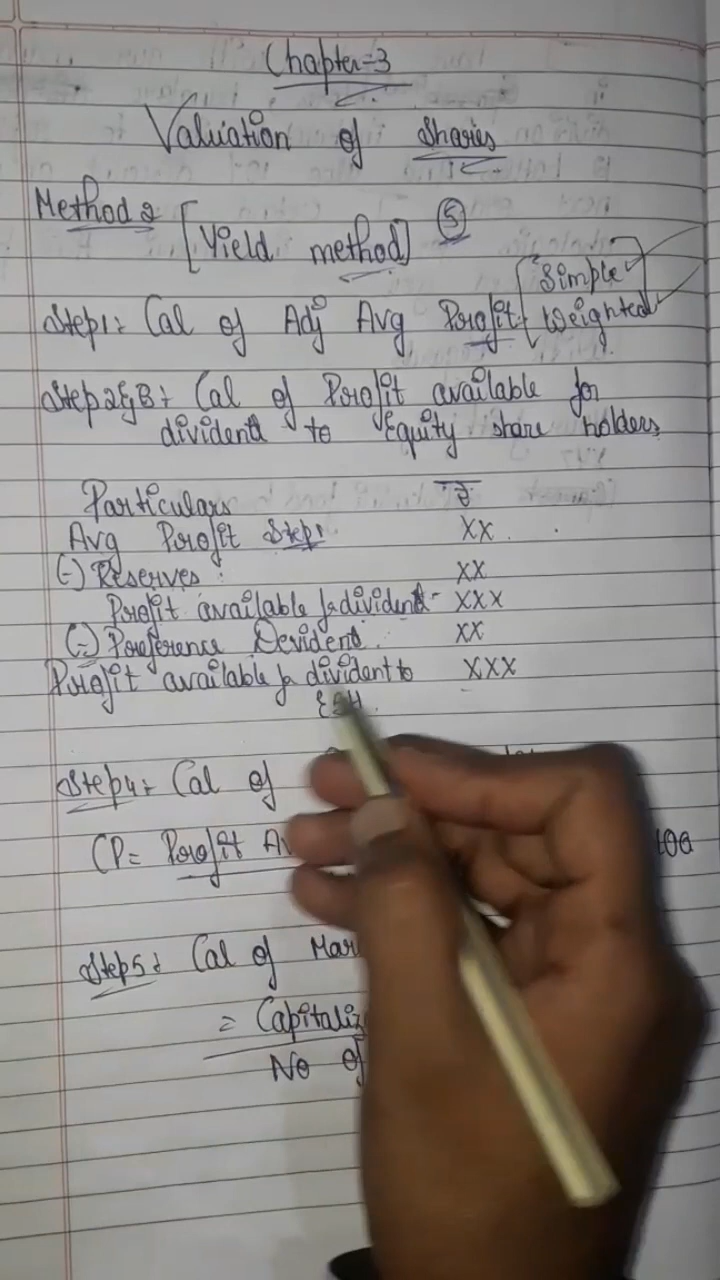 Chapter=3
Valuation of Shares
Method 2 [Yield method] ⑤
Step1: Cal of Adj Avg Profit { Simple
Weighted
Step 2&3: Cal of Profit available for
dividend to Equity share holders
Particulars ₹
Avg Profit Step1 XX
(-) Reserves XX
Profit available for dividend XXX
(-) Preference Devident XX
Profit available for divident to XXX
ESH
Step4: Cal of
CP= Profit 100
Step5: Cal of
=
No of